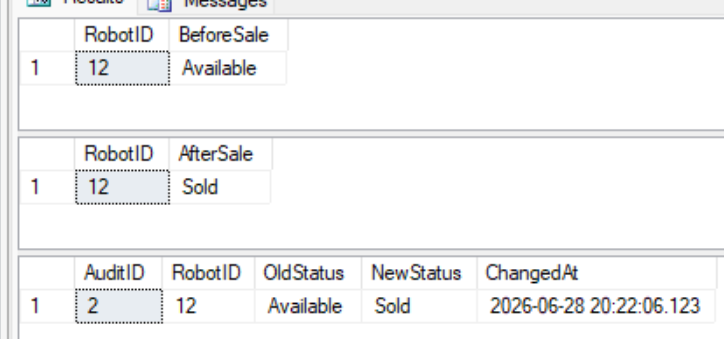 Results Messages
RobotID BeforeSale
1 12 Available
RobotID AfterSale
1 12 Sold
AuditID RobotID OldStatus NewStatus ChangedAt
1 2 12 Available Sold 2026-06-28 20:22:06.123